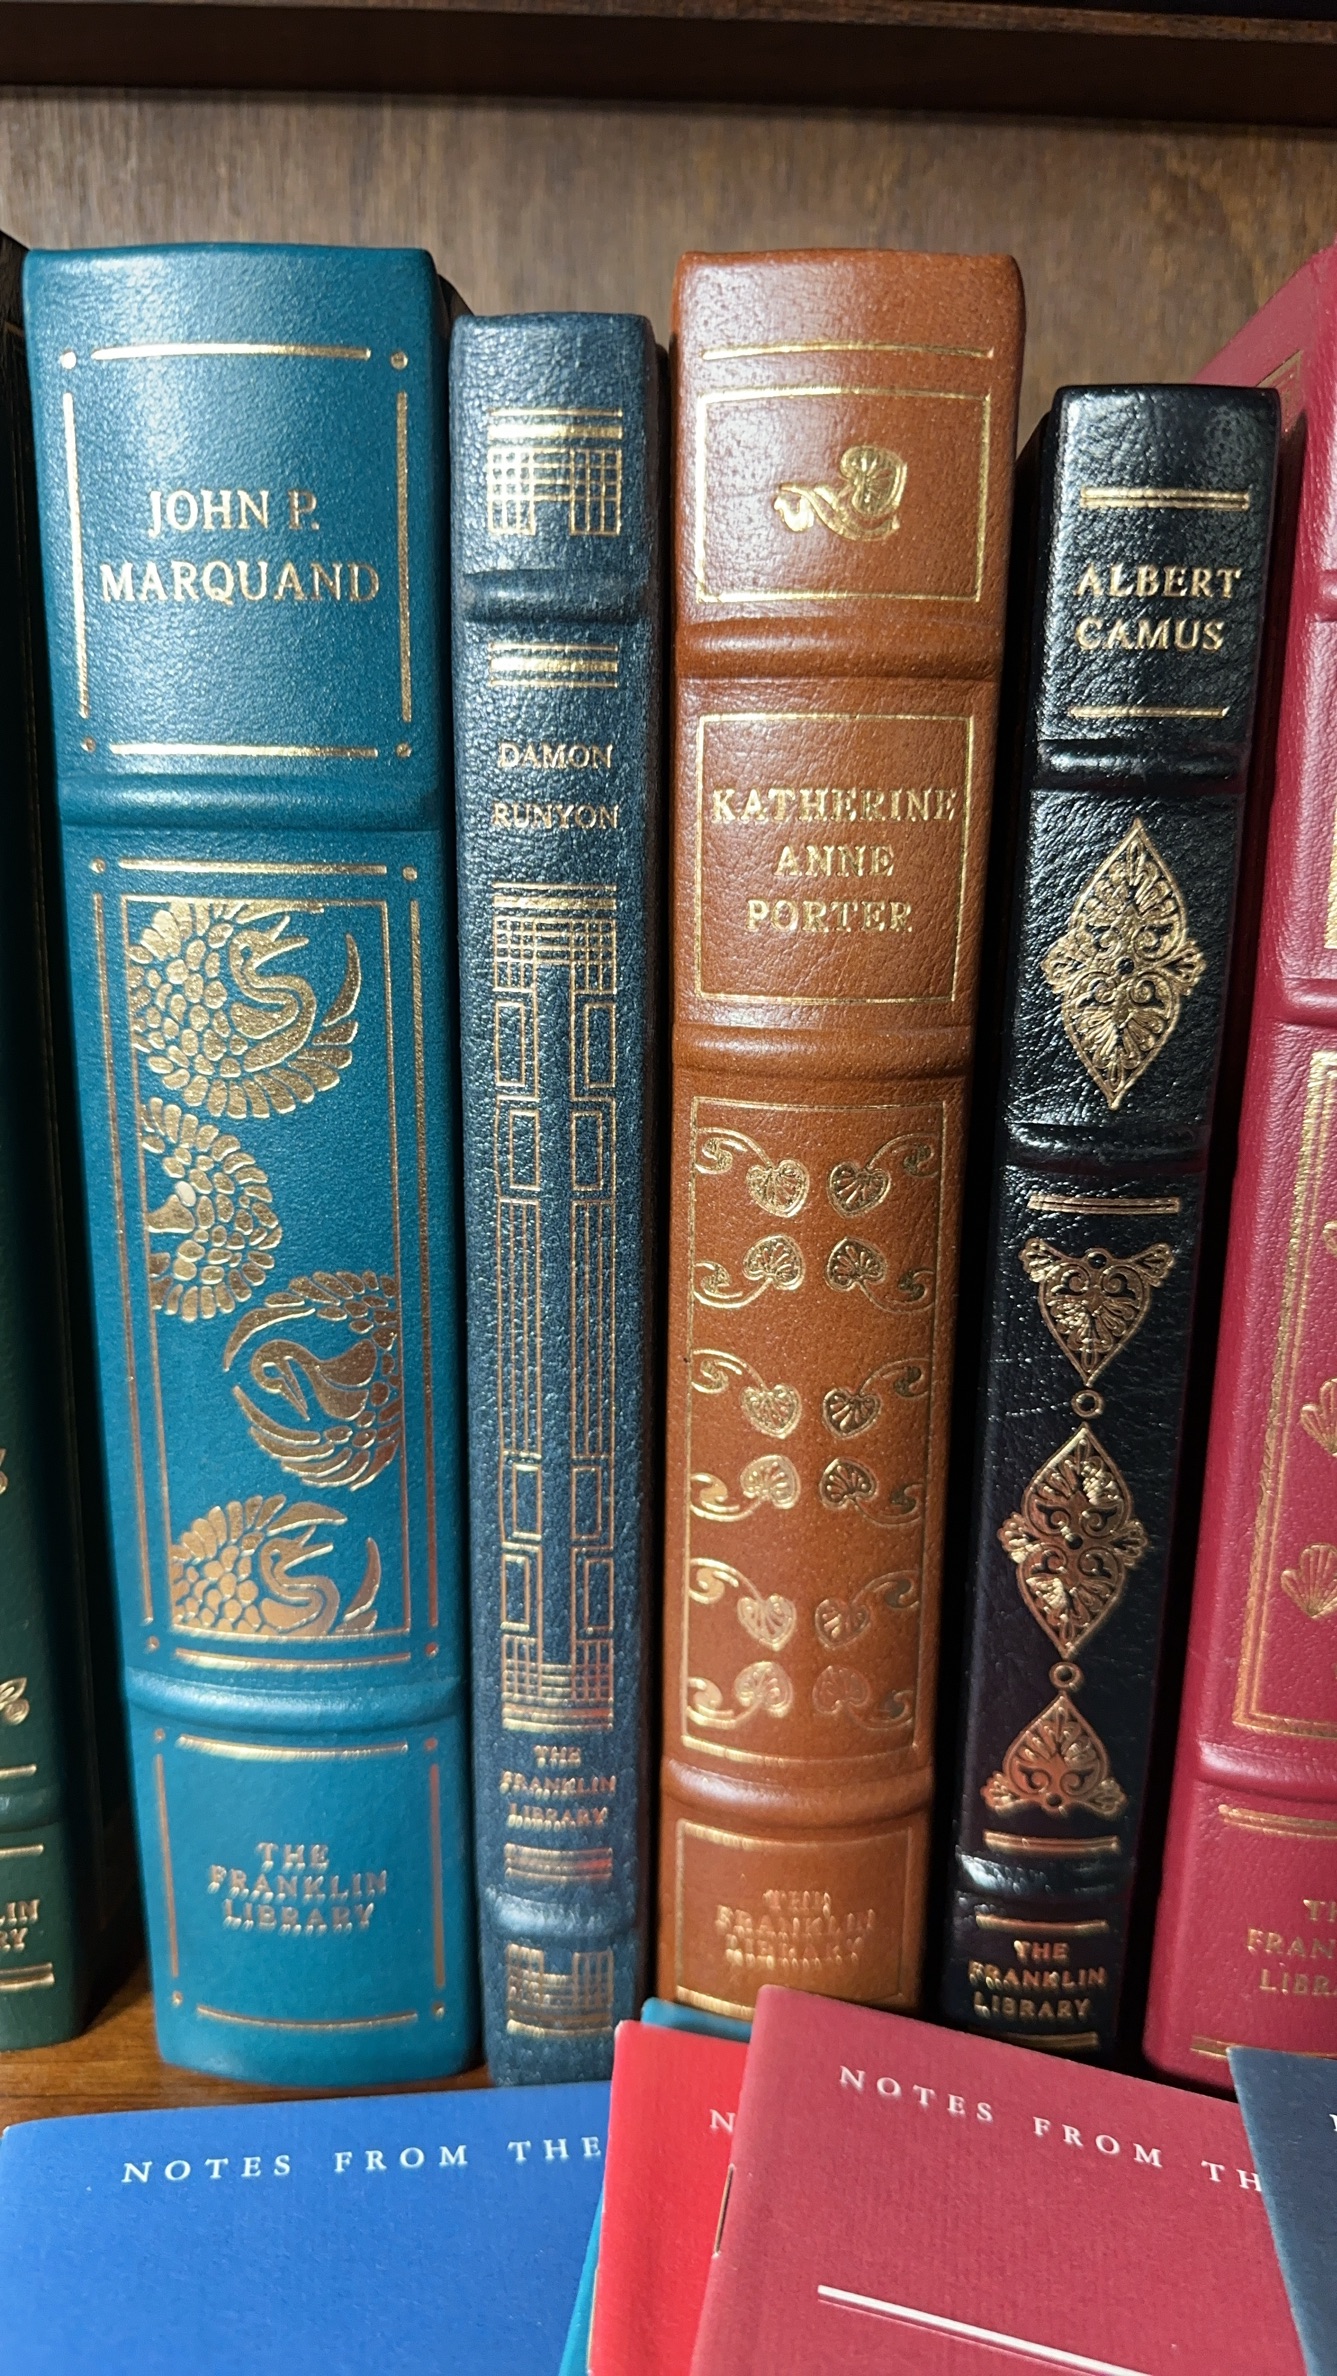 JOHN P.
MARQUAND
THE
FRANKLIN
LIBRARY
DAMON
RUNYON
THE
FRANKLIN
LIBRARY
KATHERINE
ANNE
PORTER
THE
FRANKLIN
LIBRARY
ALBERT
CAMUS
THE
FRANKLIN
LIBRARY
NOTES FROM THE
NOTES FROM